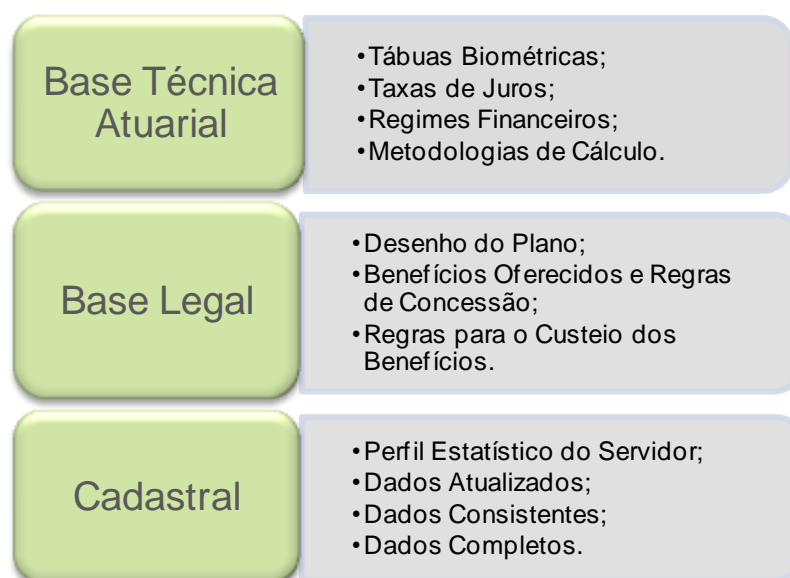 Base Técnica
Atuarial
•Tábuas Biométricas;
•Taxas de Juros;
•Regimes Financeiros;
•Metodologias de Cálculo.
Base Legal
•Desenho do Plano;
•Benefícios Oferecidos e Regras
de Concessão;
•Regras para o Custeio dos
Benefícios.
Cadastral
•Perfil Estatístico do Servidor;
•Dados Atualizados;
•Dados Consistentes;
•Dados Completos.